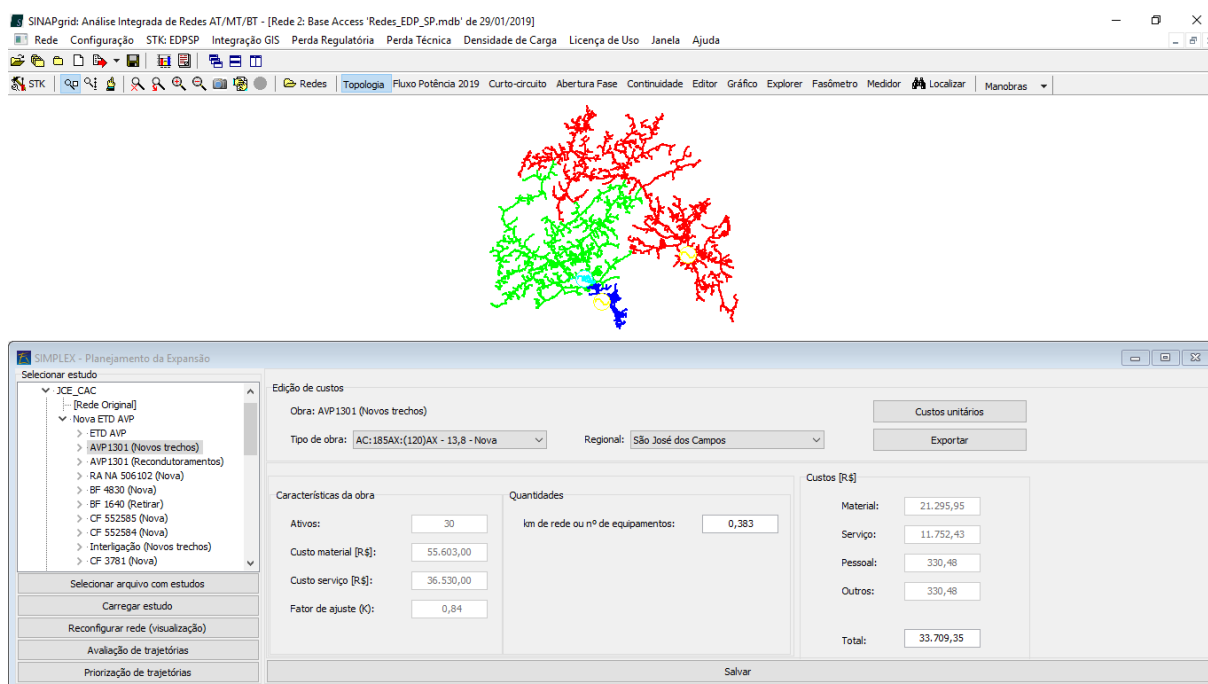 SINAPgrid: Análise Integrada de Redes AT/MT/BT - [Rede 2: Base Access 'Redes_EDP_SP.mdb' de 29/01/2019]
Rede Configuração STK: EDPSP Integração GIS Perda Regulatória Perda Técnica Densidade de Carga Licença de Uso Janela Ajuda
STK Redes Topologia Fluxo Potência 2019 Curto-circuito Abertura Fase Continuidade Editor Gráfico Explorer Fasômetro Medidor Localizar Manobras
SIMPLEX - Planejamento da Expansão
Selecionar estudo
JCE_CAC
[Rede Original]
Nova ETD AVP
ETD AVP
AVP1301 (Novos trechos)
AVP1301 (Recondutoramentos)
RA NA 506102 (Nova)
BF 4830 (Nova)
BF 1640 (Retirar)
CF 552585 (Nova)
CF 552584 (Nova)
Interligação (Novos trechos)
CF 3781 (Nova)
Selecionar arquivo com estudos
Carregar estudo
Reconfigurar rede (visualização)
Avaliação de trajetórias
Priorização de trajetórias
Edição de custos
Obra: AVP1301 (Novos trechos)
Custos unitários
Tipo de obra: AC:185AX:(120)AX - 13,8 - Nova Regional: São José dos Campos
Exportar
Características da obra
Ativos: 30
Custo material [R$]: 55.603,00
Custo serviço [R$]: 36.530,00
Fator de ajuste (K): 0,84
Quantidades
km de rede ou nº de equipamentos: 0,383
Custos [R$]
Material: 21.295,95
Serviço: 11.752,43
Pessoal: 330,48
Outros: 330,48
Total: 33.709,35
Salvar